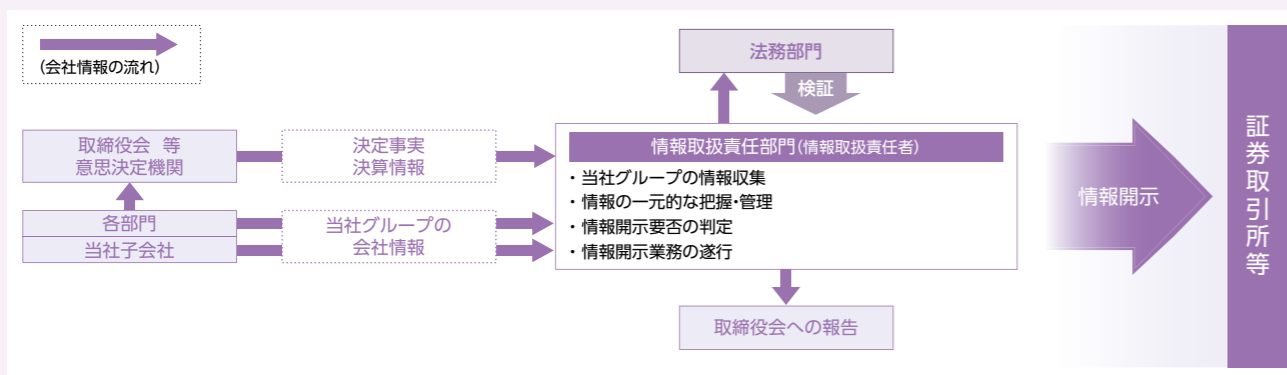 (会社情報の流れ)
法務部門
検証
取締役会 等
意思決定機関
決定事実
決算情報
各部門
当社子会社
当社グループの
会社情報
情報取扱責任部門(情報取扱責任者)
・当社グループの情報収集
・情報の一元的な把握・管理
・情報開示要否の判定
・情報開示業務の遂行
取締役会への報告
情報開示
証券取引所等